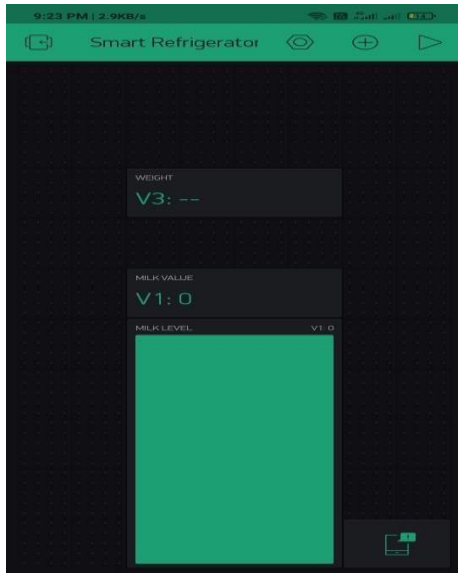 9:23 PM | 2.9KB/s
Smart Refrigerator
WEIGHT
V3: --
MILK VALUE
V1: 0
MILK LEVEL V1: 0